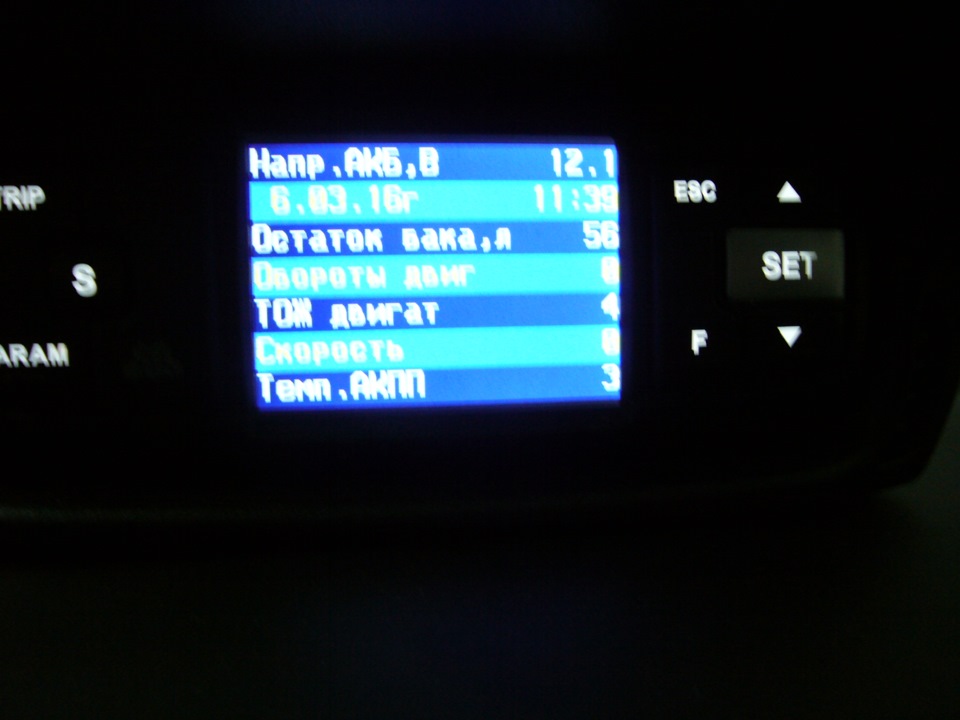 Напр.АКБ,В 12.1
6.03.16г 11:39
Остаток бака,л 56
Обороты двиг 0
ТОЖ двигат 4
Скорость 0
Темп.АКПП 3
TRIP
S
ARAM
ESC
SET
F